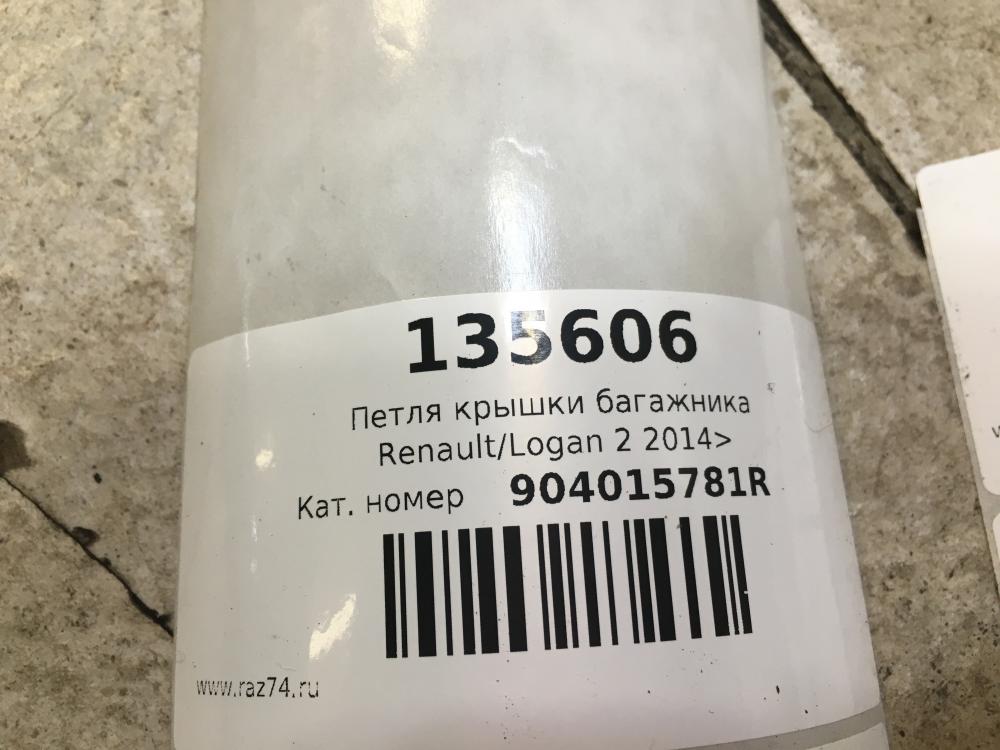 135606
Петля крышки багажника
Renault/Logan 2 2014>
Кат. номер 904015781R
www.raz74.ru